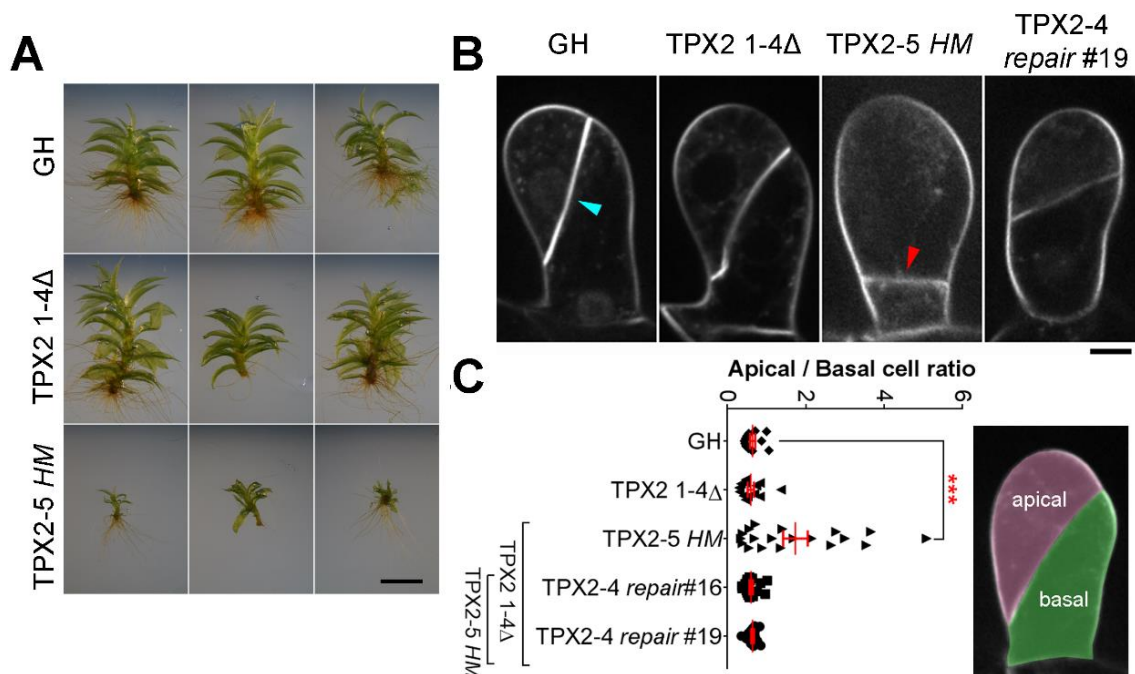 A
GH
TPX2 1-4Δ
TPX2-5 HM
B
GH
TPX2 1-4Δ
TPX2-5 HM
TPX2-4
repair #19
C
Apical / Basal cell ratio
0
2
4
6
GH
TPX2 1-4Δ
TPX2-5 HM
TPX2-4 repair#16
TPX2-4 repair #19
TPX2 1-4Δ
TPX2-5 HM
***
apical
basal